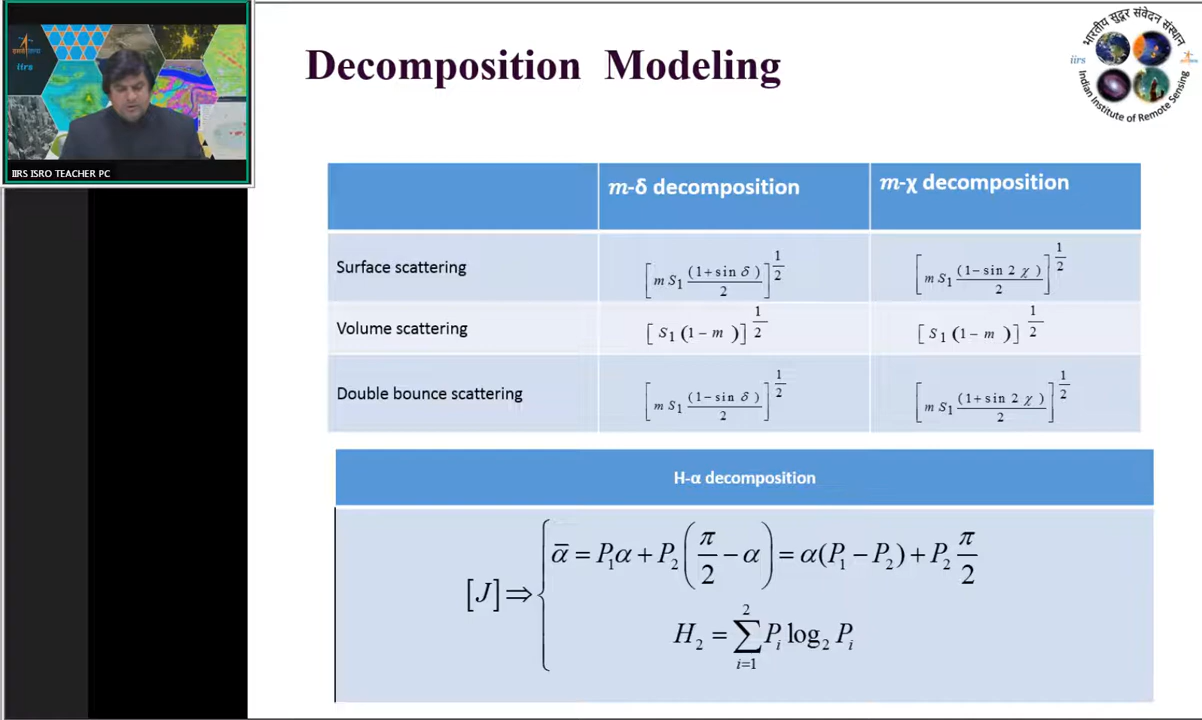 iirs
IIRS ISRO TEACHER PC
Decomposition Modeling
भारतीय सुदूर संवेदन संस्थान
iirs
Indian Institute of Remote Sensing
m-δ decomposition
m-χ decomposition
Surface scattering
[m S₁ (1+sin δ)/2]^(1/2)
[m S₁ (1−sin 2 χ)/2]^(1/2)
Volume scattering
[S₁ (1− m )]^(1/2)
[S₁ (1− m )]^(1/2)
Double bounce scattering
[m S₁ (1−sin δ)/2]^(1/2)
[m S₁ (1+sin 2 χ)/2]^(1/2)
H-α decomposition
[J]⇒{ ᾱ = P₁α + P₂(π/2 − α) = α(P₁ − P₂) + P₂ π/2
H₂ = ∑_{i=1}^{2} Pᵢ log₂ Pᵢ